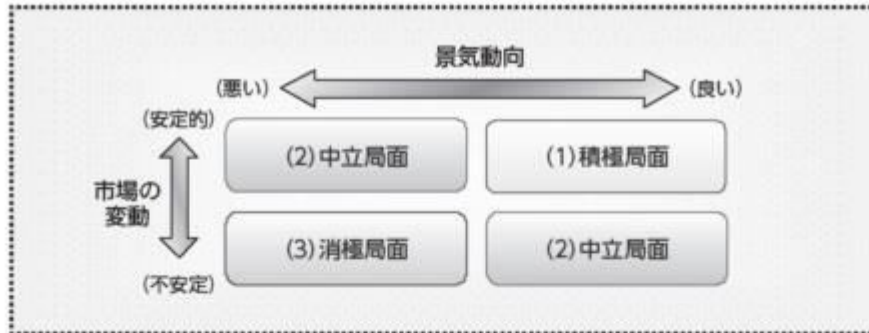 景気動向
(悪い)
(良い)
(安定的)
市場の
変動
(不安定)
(2)中立局面
(1)積極局面
(3)消極局面
(2)中立局面